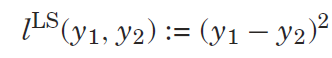 l^{LS}(y_1, y_2) := (y_1 − y_2)^2